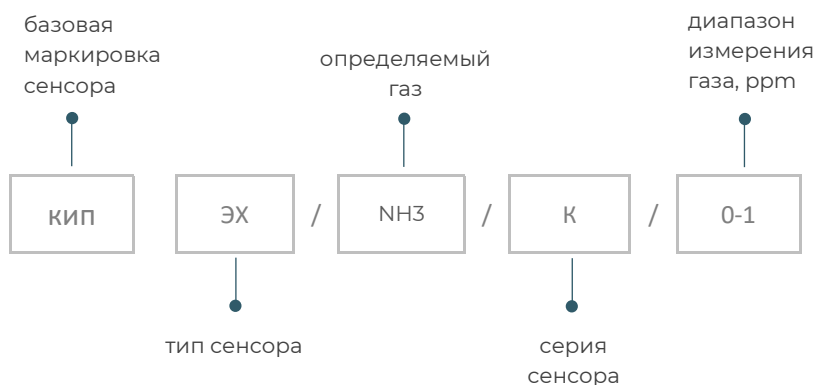 базовая
маркировка
сенсора
определяемый
газ
диапазон
измерения
газа, ppm
кип ЭХ / NH3 / К / 0-1
тип сенсора
серия
сенсора